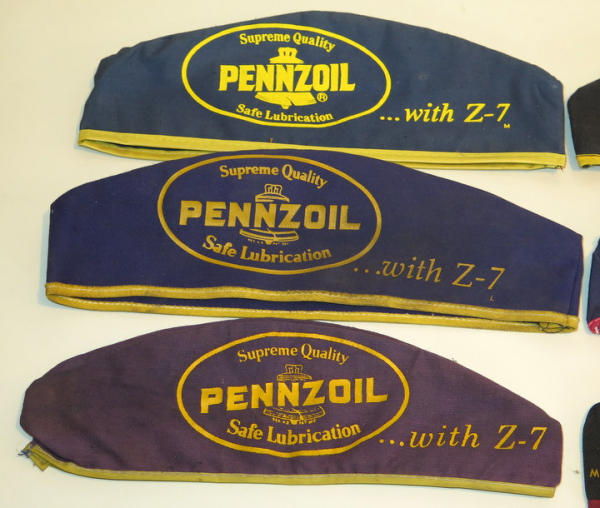 Supreme Quality
PENNZOIL
®
Safe Lubrication
...with Z-7
M
Supreme Quality
PENNZOIL
Safe Lubrication
...with Z-7
L
Supreme Quality
PENNZOIL
Safe Lubrication
...with Z-7
M